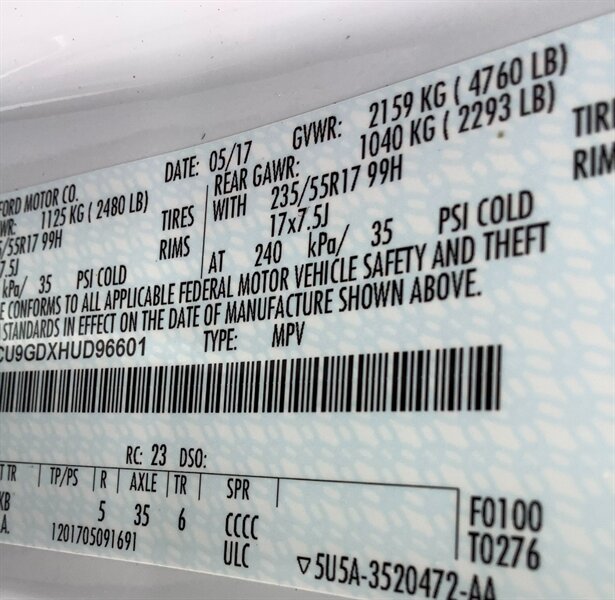 FORD MOTOR CO. DATE: 05/17 GVWR: 2159 KG ( 4760 LB)
WR: 1125 KG ( 2480 LB) REAR GAWR: 1040 KG ( 2293 LB)
/55R17 99H TIRES WITH 235/55R17 99H TIRE
7.5J RIMS 17x7.5J RIM
kPa/ 35 PSI COLD AT 240 kPa/ 35 PSI COLD
E CONFORMS TO ALL APPLICABLE FEDERAL MOTOR VEHICLE SAFETY AND THEFT
STANDARDS IN EFFECT ON THE DATE OF MANUFACTURE SHOWN ABOVE.
CU9GDXHUD96601 TYPE: MPV
RC: 23 DSO:
T TR TP/PS R AXLE TR SPR
KB 5 35 6 CCCC F0100
A. 1201705091691 ULC T0276
▽5U5A-3520472-AA